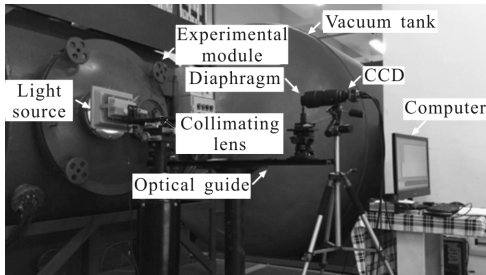 Vacuum tank
Experimental
module
Diaphragm
CCD
Light
source
Computer
Collimating
lens
Optical guide